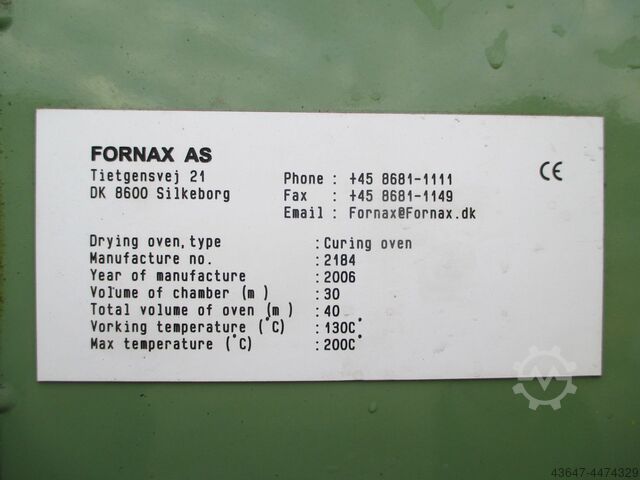 FORNAX AS
Tietgensvej 21
DK 8600 Silkeborg
Phone : +45 8681-1111
Fax : +45 8681-1149
Email : Fornax@Fornax.dk
CE
Drying oven, type : Curing oven
Manufacture no. : 2184
Year of manufacture : 2006
Volume of chamber (m ) : 30
Total volume of oven (m ) : 40
Vorking temperature (°C) : 130C°
Max temperature (°C) : 200C°
43647-4474329